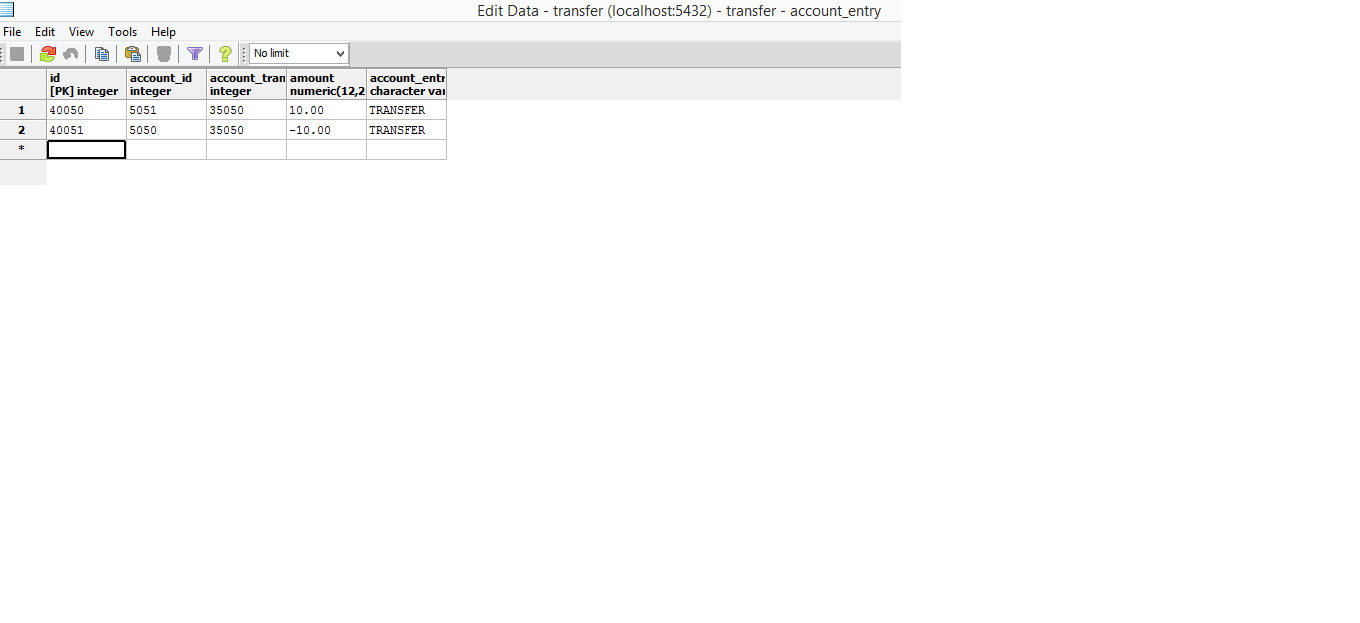 Edit Data - transfer (localhost:5432) - transfer - account_entry
File Edit View Tools Help
No limit
id account_id account_tran amount account_entr
[PK] integer integer integer numeric(12,2 character var
1 40050 5051 35050 10.00 TRANSFER
2 40051 5050 35050 -10.00 TRANSFER
*